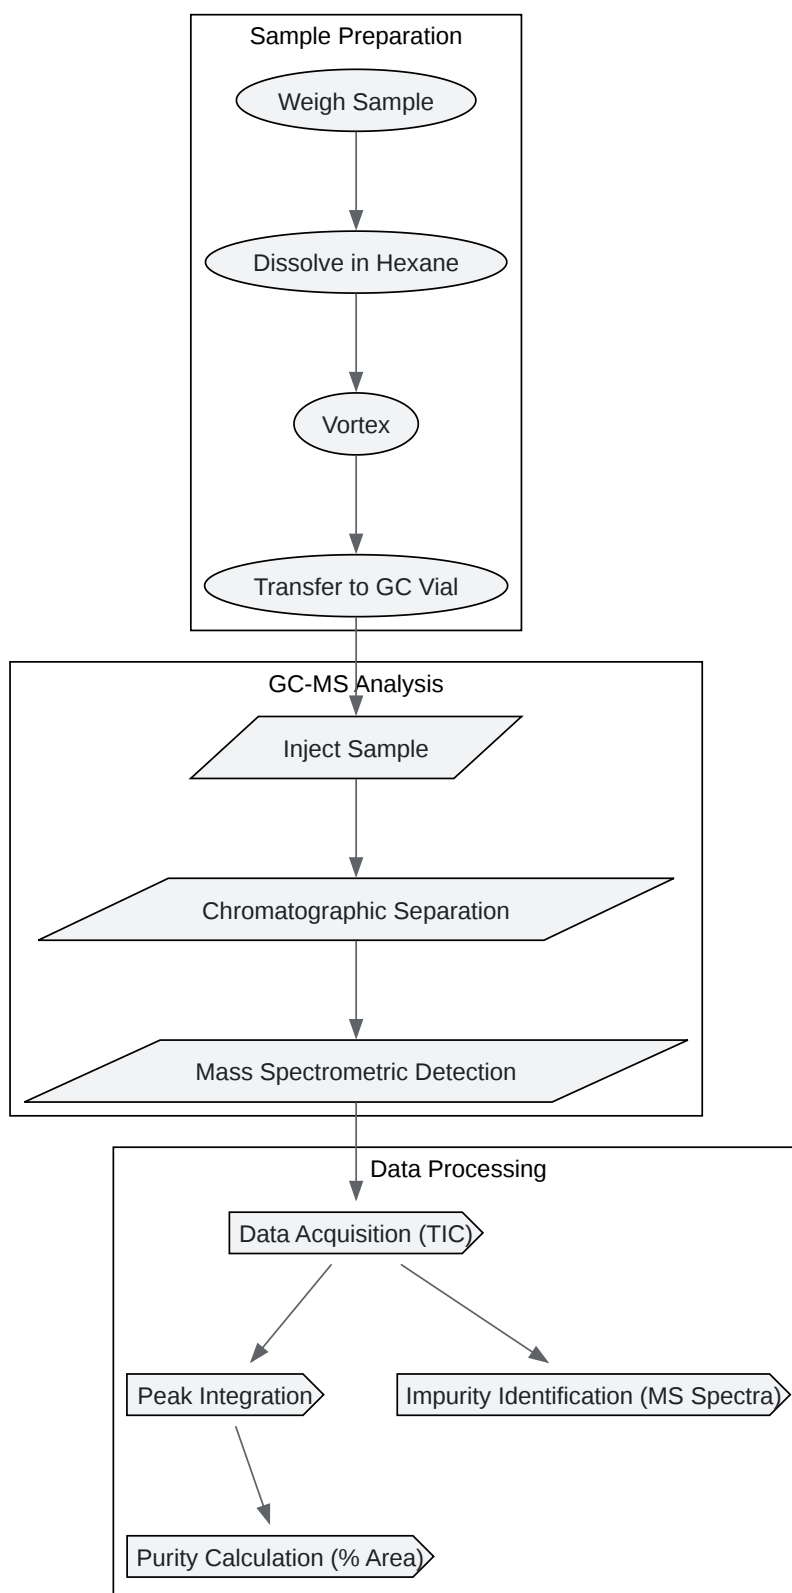 Sample Preparation
Weigh Sample
Dissolve in Hexane
Vortex
Transfer to GC Vial
GC-MS Analysis
Inject Sample
Chromatographic Separation
Mass Spectrometric Detection
Data Processing
Data Acquisition (TIC)
Peak Integration
Impurity Identification (MS Spectra)
Purity Calculation (% Area)